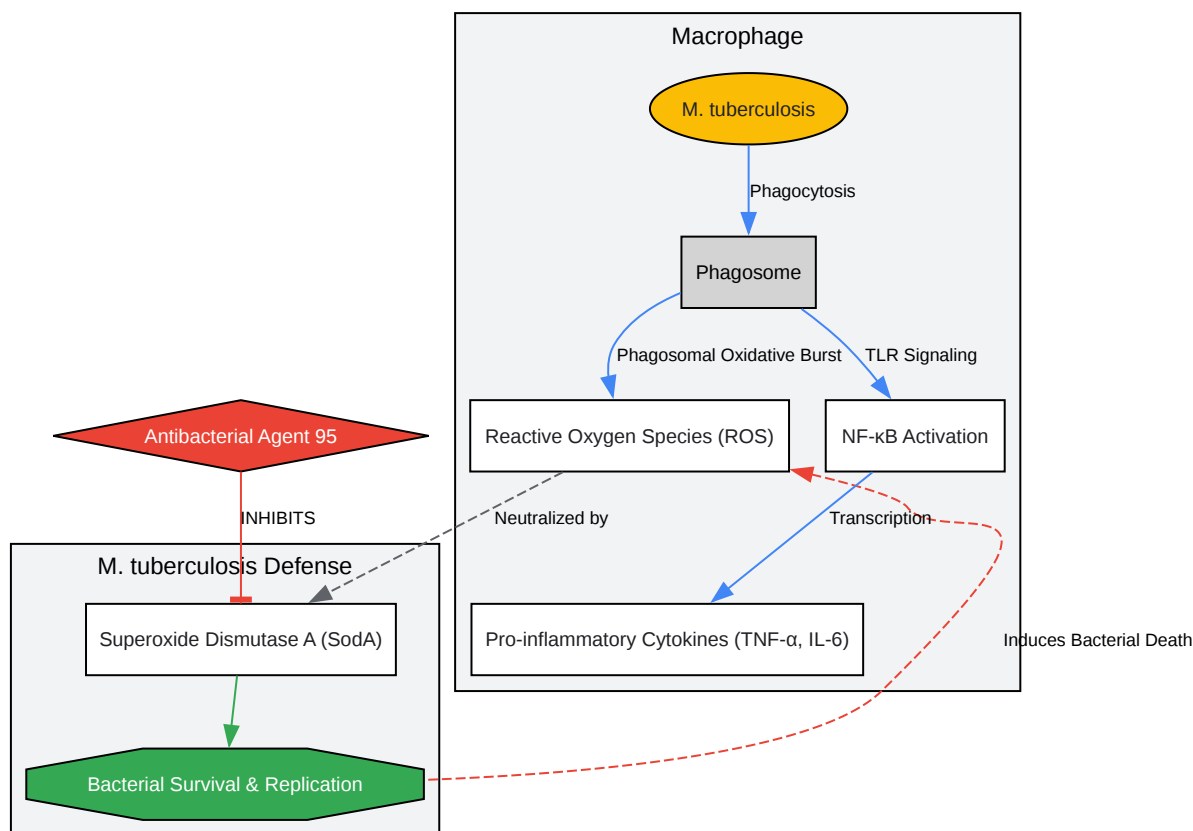 Macrophage
M. tuberculosis
Phagocytosis
Phagosome
Phagosomal Oxidative Burst
TLR Signaling
Antibacterial Agent 95
Reactive Oxygen Species (ROS)
NF-κB Activation
INHIBITS
Neutralized by
Transcription
M. tuberculosis Defense
Superoxide Dismutase A (SodA)
Pro-inflammatory Cytokines (TNF-α, IL-6)
Induces Bacterial Death
Bacterial Survival & Replication